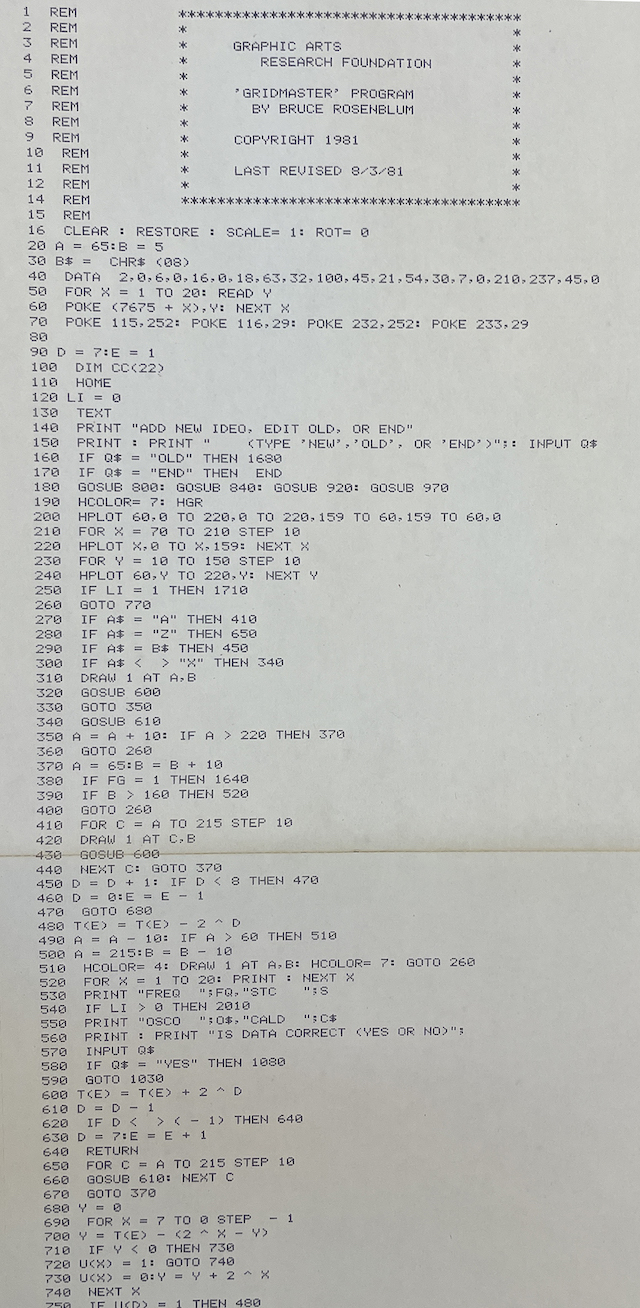 1 REM ************************************
2 REM * *
3 REM * GRAPHIC ARTS *
4 REM * RESEARCH FOUNDATION *
5 REM * *
6 REM * 'GRIDMASTER' PROGRAM *
7 REM * BY BRUCE ROSENBLUM *
8 REM * *
9 REM * COPYRIGHT 1981 *
10 REM * *
11 REM * LAST REVISED 8/3/81 *
12 REM * *
14 REM ************************************
15 REM
16 CLEAR : RESTORE : SCALE= 1: ROT= 0
20 A = 65:B = 5
30 B$ = CHR$ (08)
40 DATA 2,0,6,0,16,0,18,63,32,100,45,21,54,30,7,0,210,237,45,0
50 FOR X = 1 TO 20: READ Y
60 POKE (7675 + X),Y: NEXT X
70 POKE 115,252: POKE 116,29: POKE 232,252: POKE 233,29
80
90 D = 7:E = 1
100 DIM CC(22)
110 HOME
120 LI = 0
130 TEXT
140 PRINT "ADD NEW IDEO, EDIT OLD, OR END"
150 PRINT : PRINT " (TYPE 'NEW','OLD', OR 'END')";: INPUT Q$
160 IF Q$ = "OLD" THEN 1680
170 IF Q$ = "END" THEN END
180 GOSUB 800: GOSUB 840: GOSUB 920: GOSUB 970
190 HCOLOR= 7: HGR
200 HPLOT 60,0 TO 220,0 TO 220,159 TO 60,159 TO 60,0
210 FOR X = 70 TO 210 STEP 10
220 HPLOT X,0 TO X,159: NEXT X
230 FOR Y = 10 TO 150 STEP 10
240 HPLOT 60,Y TO 220,Y: NEXT Y
250 IF LI = 1 THEN 1710
260 GOTO 770
270 IF A$ = "A" THEN 410
280 IF A$ = "Z" THEN 650
290 IF A$ = B$ THEN 450
300 IF A$ < > "X" THEN 340
310 DRAW 1 AT A,B
320 GOSUB 600
330 GOTO 350
340 GOSUB 610
350 A = A + 10: IF A > 220 THEN 370
360 GOTO 260
370 A = 65:B = B + 10
380 IF FG = 1 THEN 1640
390 IF B > 160 THEN 520
400 GOTO 260
410 FOR C = A TO 215 STEP 10
420 DRAW 1 AT C,B
430 GOSUB 600
440 NEXT C: GOTO 370
450 D = D + 1: IF D < 8 THEN 470
460 D = 0:E = E - 1
470 GOTO 680
480 T(E) = T(E) - 2 ^ D
490 A = A - 10: IF A > 60 THEN 510
500 A = 215:B = B - 10
510 HCOLOR= 4: DRAW 1 AT A,B: HCOLOR= 7: GOTO 260
520 FOR X = 1 TO 20: PRINT : NEXT X
530 PRINT "FREQ ";FQ,"STC ";S
540 IF LI > 0 THEN 2010
550 PRINT "OSCO ";O$,"CALD ";C$
560 PRINT : PRINT "IS DATA CORRECT (YES OR NO)";
570 INPUT Q$
580 IF Q$ = "YES" THEN 1080
590 GOTO 1030
600 T(E) = T(E) + 2 ^ D
610 D = D - 1
620 IF D < > ( - 1) THEN 640
630 D = 7:E = E + 1
640 RETURN
650 FOR C = A TO 215 STEP 10
660 GOSUB 610: NEXT C
670 GOTO 370
680 Y = 0
690 FOR X = 7 TO 0 STEP - 1
700 Y = T(E) - (2 ^ X - Y)
710 IF Y < 0 THEN 730
720 U(X) = 1: GOTO 740
730 U(X) = 0:Y = Y + 2 ^ X
740 NEXT X
750 IF U(D) = 1 THEN 480